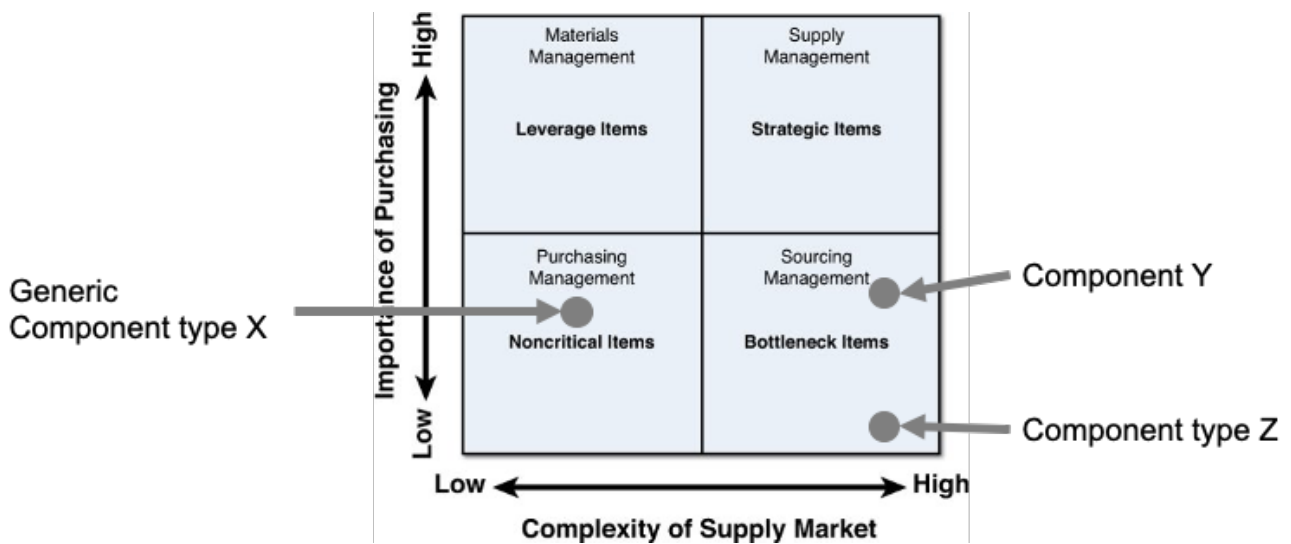 High
Importance of Purchasing
Low
Materials
Management
Leverage Items
Supply
Management
Strategic Items
Generic
Component type X
Purchasing
Management
Noncritical Items
Sourcing
Management
Bottleneck Items
Component Y
Component type Z
Low
High
Complexity of Supply Market